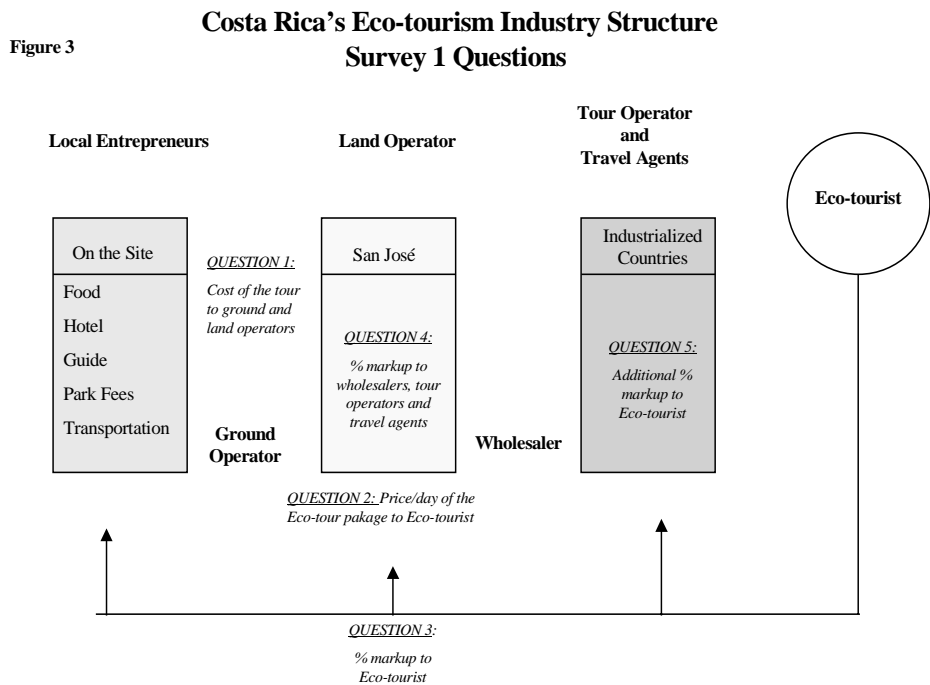 Costa Rica's Eco-tourism Industry Structure
Survey 1 Questions
Figure 3
Local Entrepreneurs
Land Operator
Tour Operator
and
Travel Agents
Eco-tourist
On the Site
Food
Hotel
Guide
Park Fees
Transportation
QUESTION 1:
Cost of the tour
to ground and
land operators
Ground
Operator
San José
QUESTION 4:
% markup to
wholesalers, tour
operators and
travel agents
Wholesaler
Industrialized
Countries
QUESTION 5:
Additional %
markup to
Eco-tourist
QUESTION 2: Price/day of the
Eco-tour pakage to Eco-tourist
QUESTION 3:
% markup to
Eco-tourist